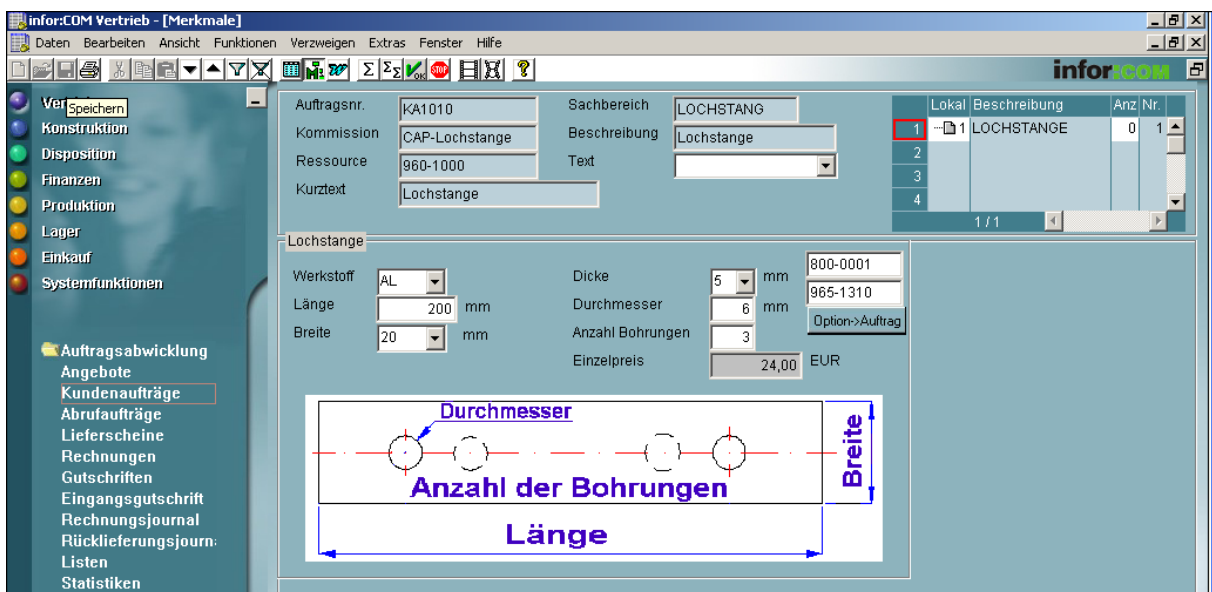 infor:COM Vertrieb - [Merkmale]
Daten Bearbeiten Ansicht Funktionen Verzweigen Extras Fenster Hilfe
infor:COM
Speichern
Konstruktion
Disposition
Finanzen
Produktion
Lager
Einkauf
Systemfunktionen
Auftragsabwicklung
Angebote
Kundenaufträge
Abrufaufträge
Lieferscheine
Rechnungen
Gutschriften
Eingangsgutschrift
Rechnungsjournal
Rücklieferungsjourn
Listen
Statistiken
Auftragsnr. KA1010 Sachbereich LOCHSTANG
Kommission CAP-Lochstange Beschreibung Lochstange
Ressource 960-1000 Text
Kurztext Lochstange
Lokal Beschreibung Anz Nr.
1 1 LOCHSTANGE 0 1
2
3
4
1 / 1
Lochstange
Werkstoff AL Dicke 5 mm 800-0001
Länge 200 mm Durchmesser 6 mm 965-1310
Breite 20 mm Anzahl Bohrungen 3 Option->Auftrag
Einzelpreis 24,00 EUR
Durchmesser
Breite
Anzahl der Bohrungen
Länge